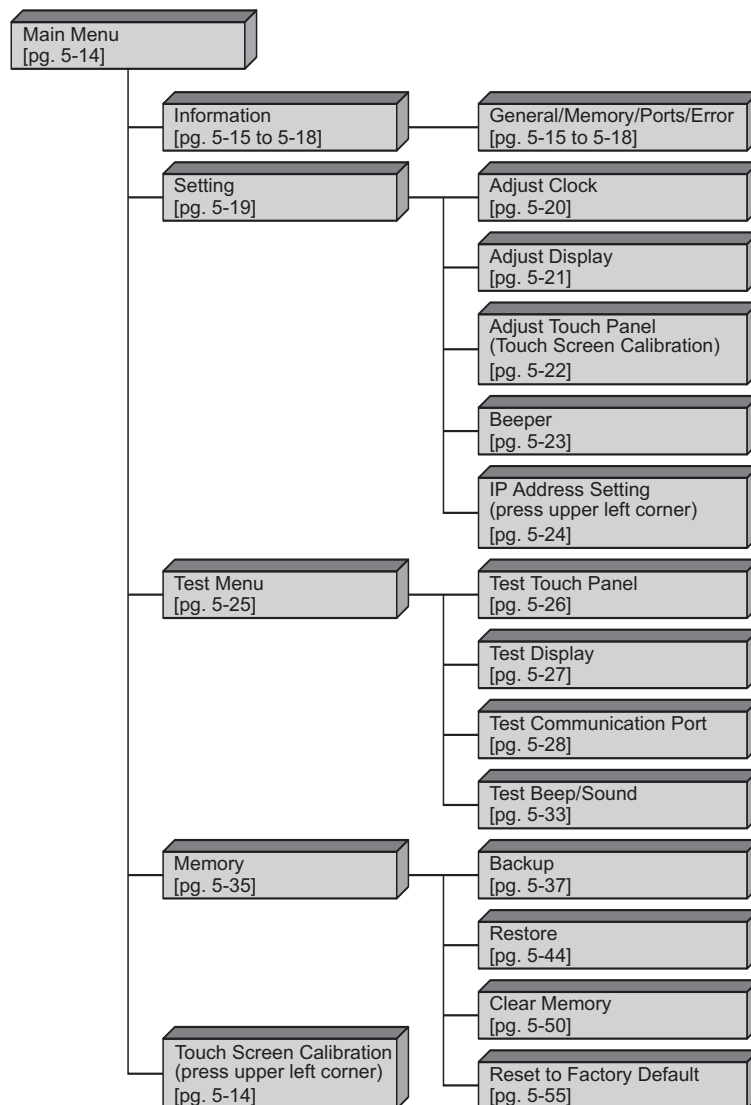 Main Menu
[pg. 5-14]
Information
[pg. 5-15 to 5-18]
General/Memory/Ports/Error
[pg. 5-15 to 5-18]
Setting
[pg. 5-19]
Adjust Clock
[pg. 5-20]
Adjust Display
[pg. 5-21]
Adjust Touch Panel
(Touch Screen Calibration)
[pg. 5-22]
Beeper
[pg. 5-23]
IP Address Setting
(press upper left corner)
[pg. 5-24]
Test Menu
[pg. 5-25]
Test Touch Panel
[pg. 5-26]
Test Display
[pg. 5-27]
Test Communication Port
[pg. 5-28]
Test Beep/Sound
[pg. 5-33]
Memory
[pg. 5-35]
Backup
[pg. 5-37]
Restore
[pg. 5-44]
Clear Memory
[pg. 5-50]
Reset to Factory Default
[pg. 5-55]
Touch Screen Calibration
(press upper left corner)
[pg. 5-14]